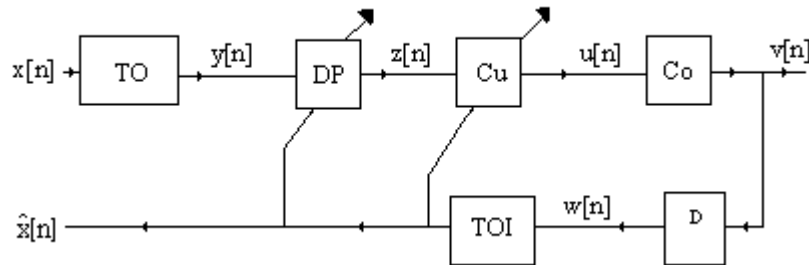 x[n]
TO
y[n]
DP
z[n]
Cu
u[n]
Co
v[n]
x̂[n]
TOI
w[n]
D